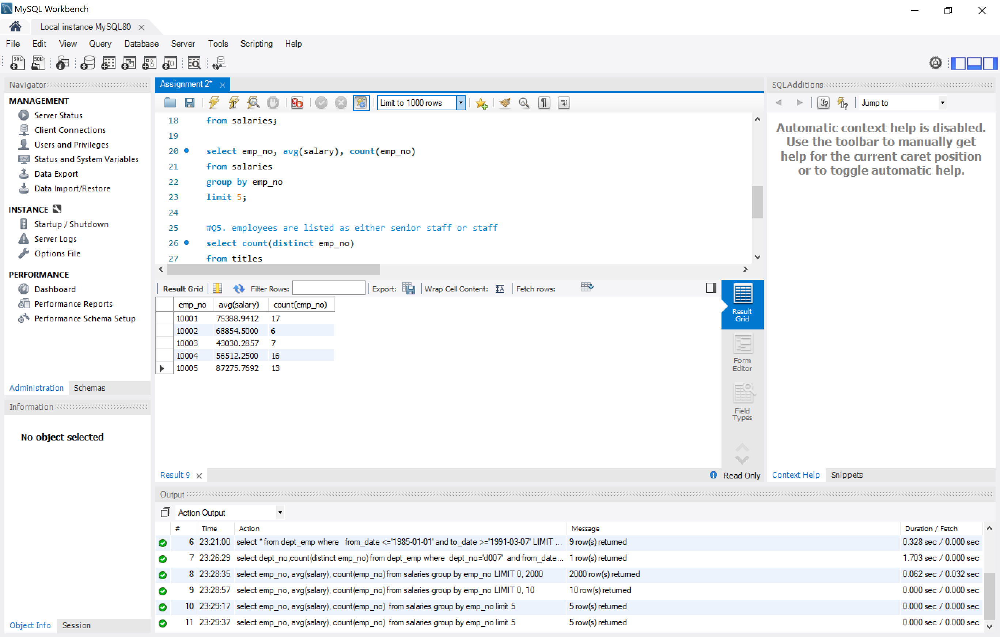 MySQL Workbench
Local instance MySQL80
File Edit View Query Database Server Tools Scripting Help
Navigator
MANAGEMENT
Server Status
Client Connections
Users and Privileges
Status and System Variables
Data Export
Data Import/Restore
INSTANCE
Startup / Shutdown
Server Logs
Options File
PERFORMANCE
Dashboard
Performance Reports
Performance Schema Setup
Administration Schemas
Information
No object selected
Object Info Session
Assignment 2*
Limit to 1000 rows
18 from salaries;
19
20 select emp_no, avg(salary), count(emp_no)
21 from salaries
22 group by emp_no
23 limit 5;
24
25 #Q5. employees are listed as either senior staff or staff
26 select count(distinct emp_no)
27 from titles
Result Grid Filter Rows: Export: Wrap Cell Content: Fetch rows:
emp_no avg(salary) count(emp_no)
10001 75388.9412 17
10002 68854.5000 6
10003 43030.2857 7
10004 56512.2500 16
10005 87275.7692 13
Result
Grid
Form
Editor
Field
Types
Result 9 Read Only
SQLAdditions
Jump to
Automatic context help is disabled.
Use the toolbar to manually get
help for the current caret position
or to toggle automatic help.
Context Help Snippets
Output
Action Output
# Time Action Message Duration / Fetch
6 23:21:00 select * from dept_emp where from_date <='1985-01-01' and to_date >='1991-03-07' LIMIT ... 9 row(s) returned 0.328 sec / 0.000 sec
7 23:26:29 select dept_no,count(distinct emp_no) from dept_emp where dept_no='d007' and from_date... 1 row(s) returned 1.703 sec / 0.000 sec
8 23:28:35 select emp_no, avg(salary), count(emp_no) from salaries group by emp_no LIMIT 0, 2000 2000 row(s) returned 0.062 sec / 0.032 sec
9 23:28:57 select emp_no, avg(salary), count(emp_no) from salaries group by emp_no LIMIT 0, 10 10 row(s) returned 0.000 sec / 0.000 sec
10 23:29:17 select emp_no, avg(salary), count(emp_no) from salaries group by emp_no limit 5 5 row(s) returned 0.000 sec / 0.000 sec
11 23:29:37 select emp_no, avg(salary), count(emp_no) from salaries group by emp_no limit 5 5 row(s) returned 0.000 sec / 0.000 sec